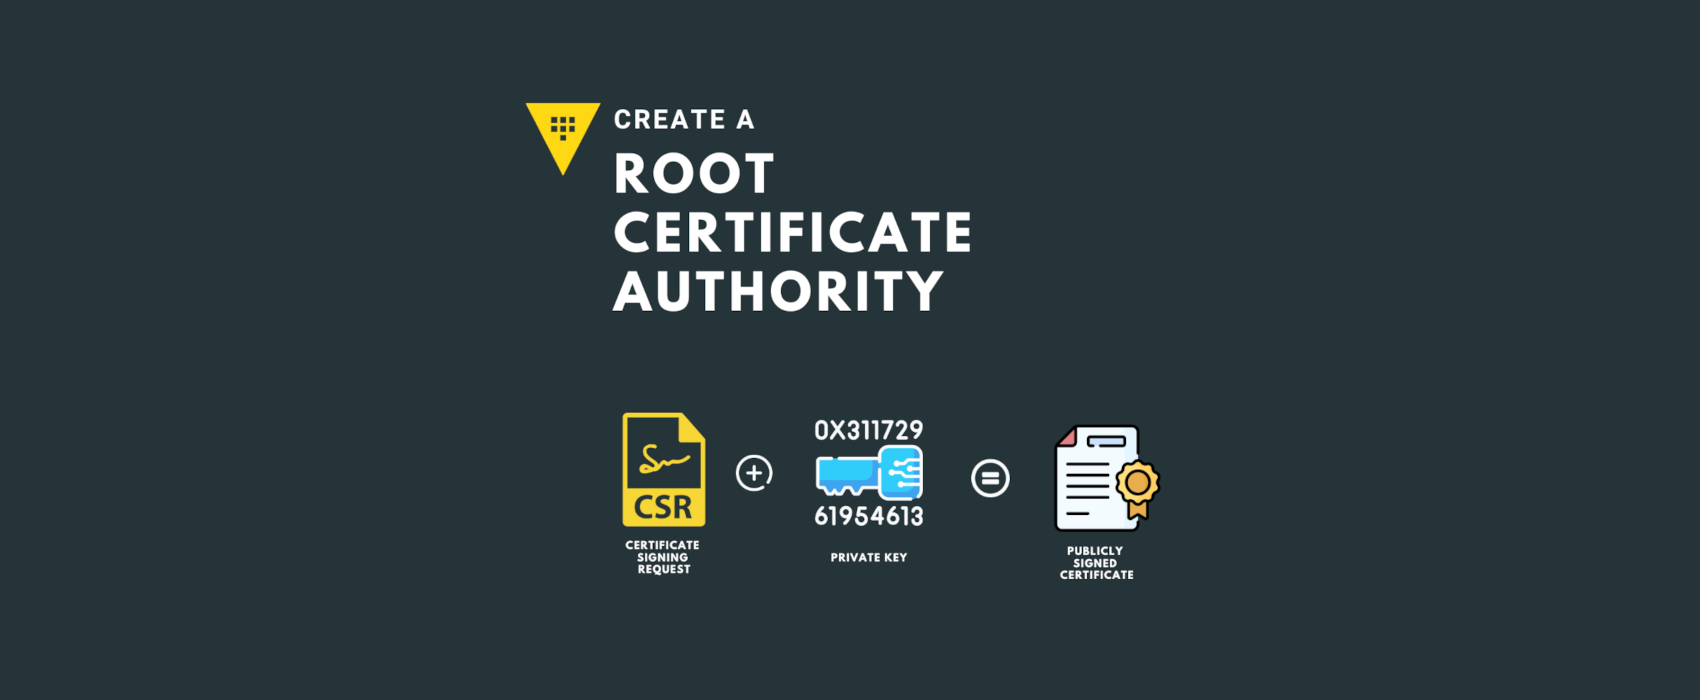 CREATE A
ROOT
CERTIFICATE
AUTHORITY
CSR
CERTIFICATE
SIGNING
REQUEST
0X311729
61954613
PRIVATE KEY
PUBLICLY
SIGNED
CERTIFICATE